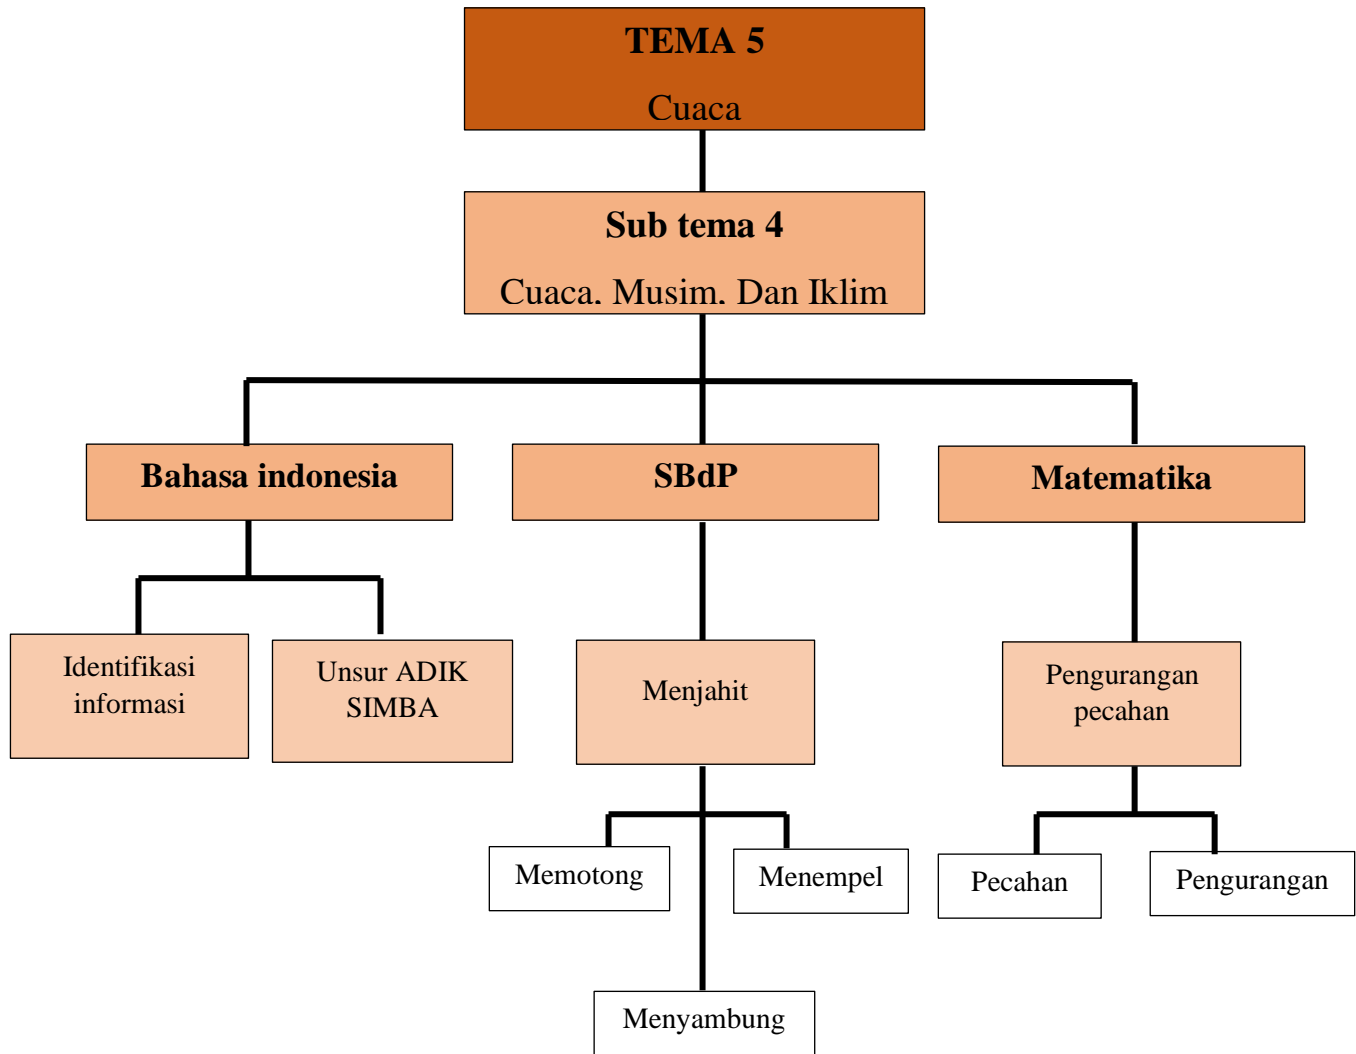 TEMA 5
Cuaca
Sub tema 4
Cuaca, Musim, Dan Iklim
Bahasa indonesia
SBdP
Matematika
Identifikasi
informasi
Unsur ADIK
SIMBA
Menjahit
Pengurangan
pecahan
Memotong
Menempel
Pecahan
Pengurangan
Menyambung